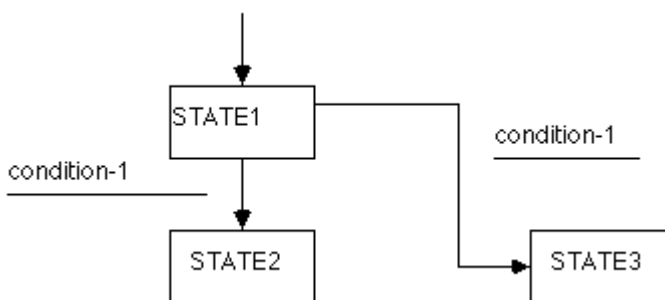 STATE1
condition-1
condition-1
STATE2
STATE3